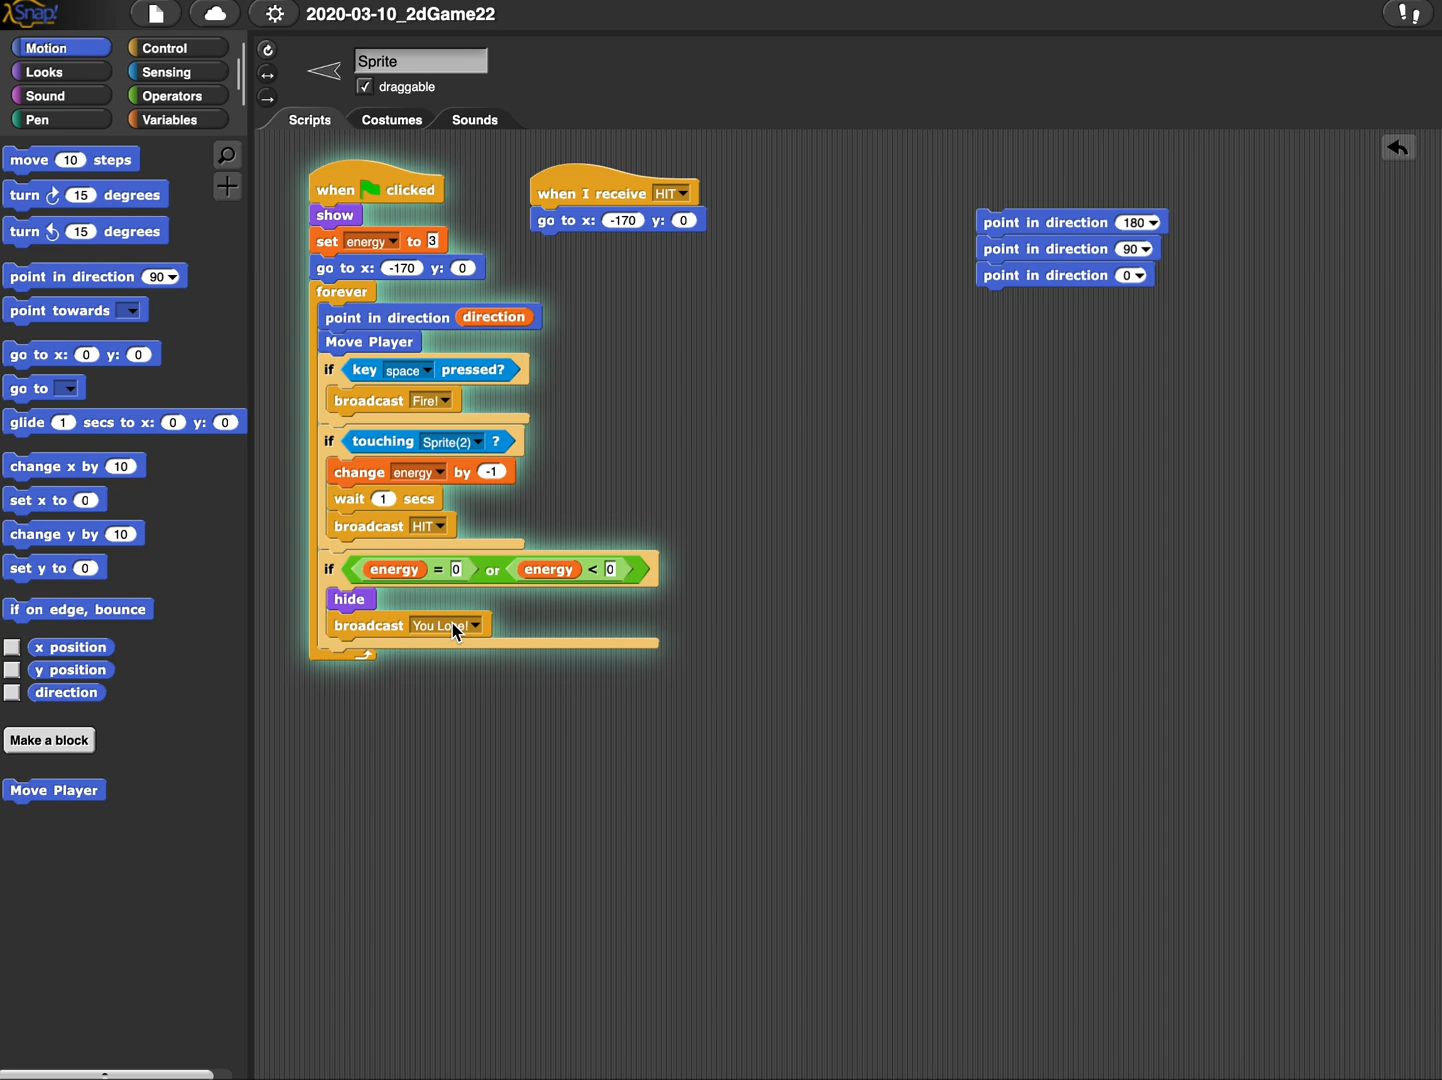 Snap! 2020-03-10_2dGame22
Motion Control
Looks Sensing
Sound Operators
Pen Variables
Sprite
draggable
Scripts Costumes Sounds
move 10 steps
turn 15 degrees
turn 15 degrees
point in direction 90
point towards
go to x: 0 y: 0
go to
glide 1 secs to x: 0 y: 0
change x by 10
set x to 0
change y by 10
set y to 0
if on edge, bounce
x position
y position
direction
Make a block
Move Player
when clicked
show
set energy to 3
go to x: -170 y: 0
forever
point in direction direction
Move Player
if key space pressed?
broadcast Fire!
if touching Sprite(2) ?
change energy by -1
wait 1 secs
broadcast HIT
if energy = 0 or energy < 0
hide
broadcast You Lose!
when I receive HIT
go to x: -170 y: 0
point in direction 180
point in direction 90
point in direction 0